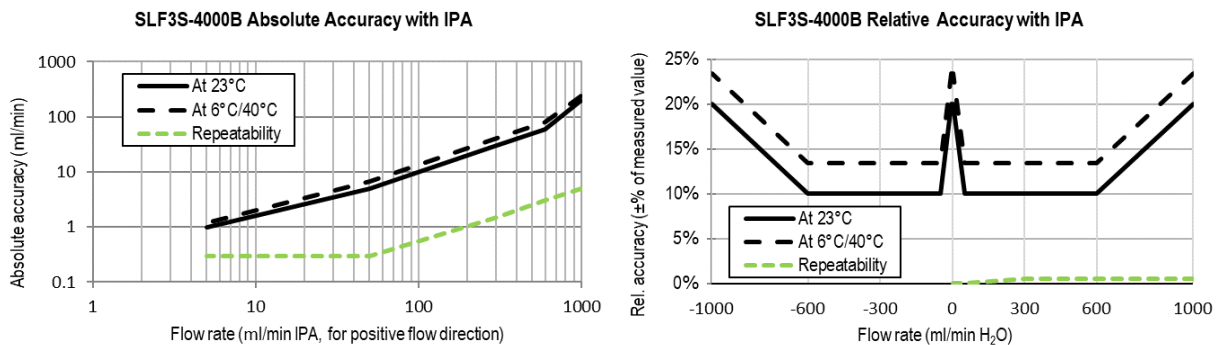 SLF3S-4000B Absolute Accuracy with IPA
Absolute accuracy (ml/min)
1000
100
10
1
0.1
At 23°C
At 6°C/40°C
Repeatability
1
10
100
1000
Flow rate (ml/min IPA, for positive flow direction)
SLF3S-4000B Relative Accuracy with IPA
Rel. accuracy (±% of measured value)
25%
20%
15%
10%
5%
0%
At 23°C
At 6°C/40°C
Repeatability
-1000
-600
-300
0
300
600
1000
Flow rate (ml/min H₂O)